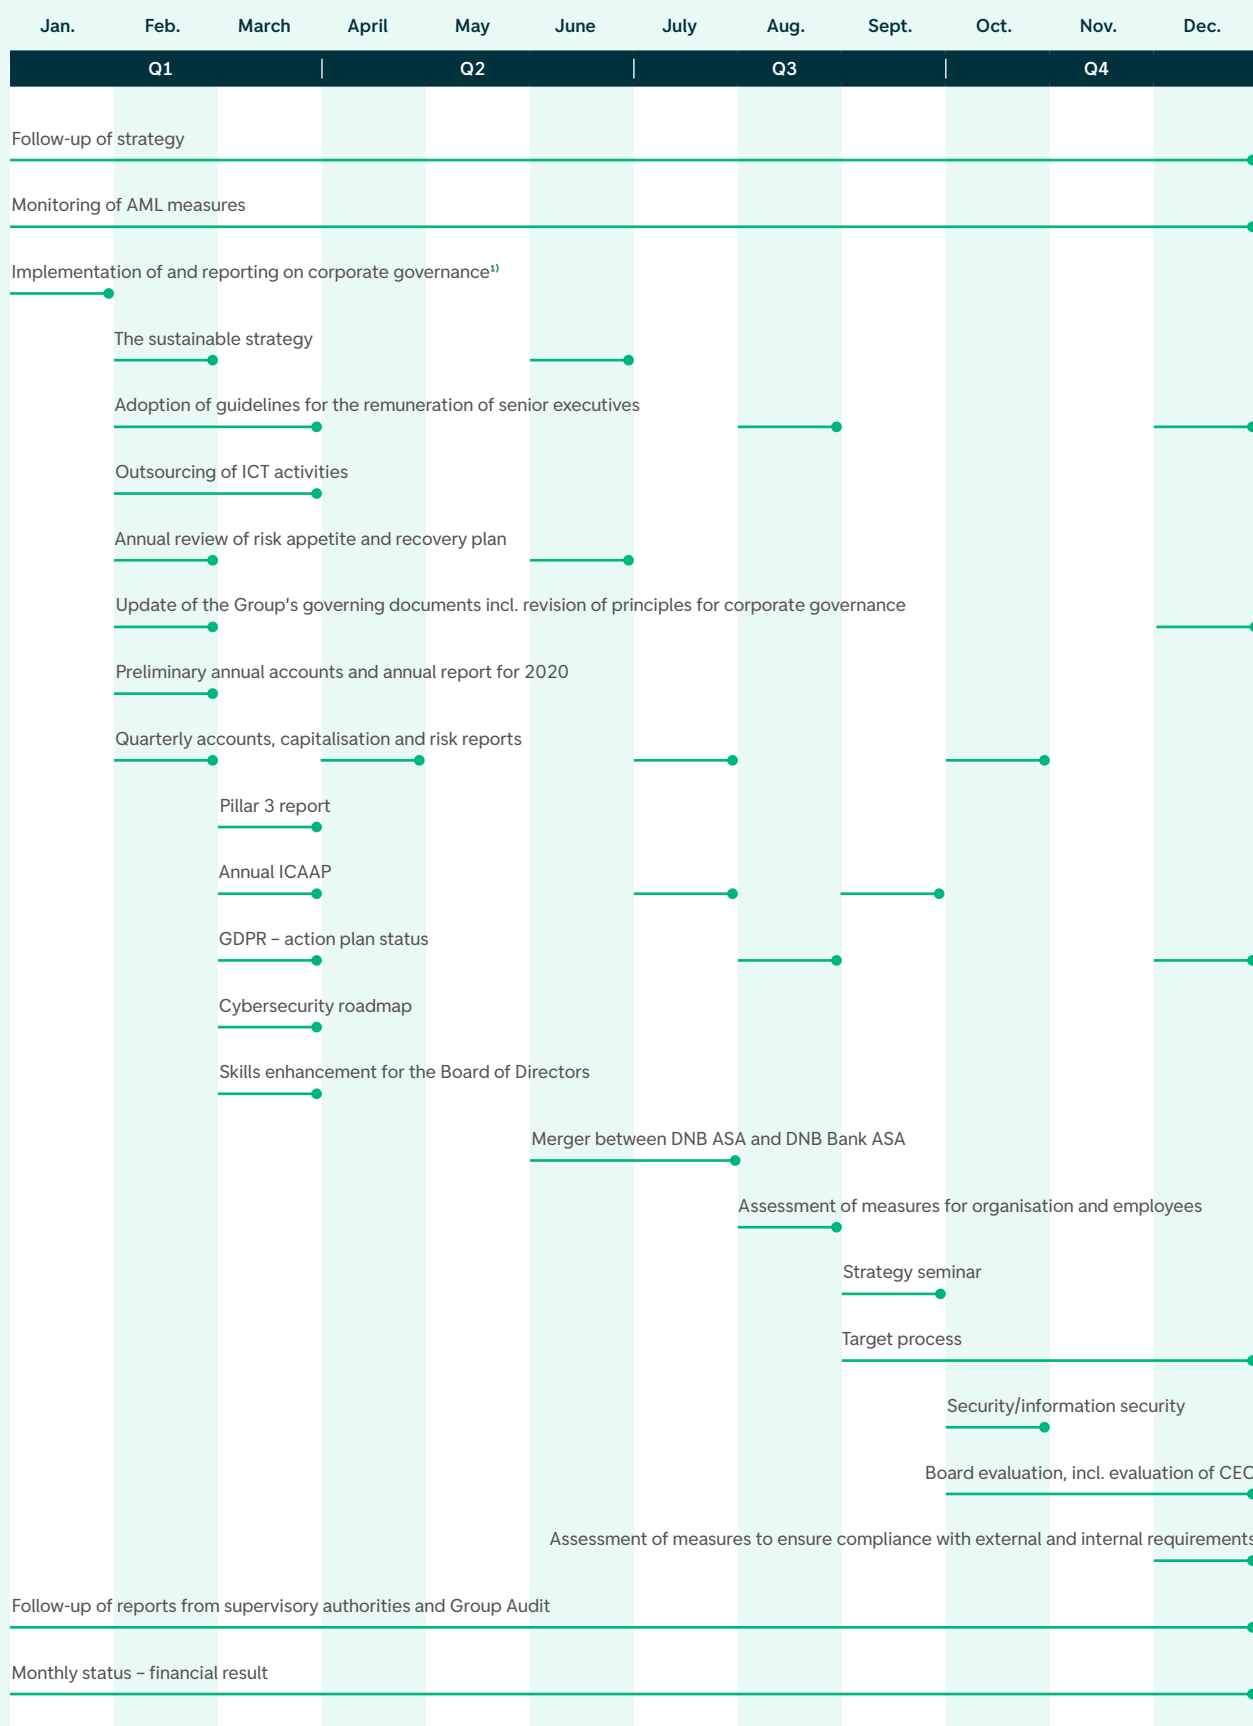 Jan. Feb. March April May June July Aug. Sept. Oct. Nov. Dec.
Q1 Q2 Q3 Q4
Follow-up of strategy
Monitoring of AML measures
Implementation of and reporting on corporate governance¹⁾
The sustainable strategy
Adoption of guidelines for the remuneration of senior executives
Outsourcing of ICT activities
Annual review of risk appetite and recovery plan
Update of the Group's governing documents incl. revision of principles for corporate governance
Preliminary annual accounts and annual report for 2020
Quarterly accounts, capitalisation and risk reports
Pillar 3 report
Annual ICAAP
GDPR – action plan status
Cybersecurity roadmap
Skills enhancement for the Board of Directors
Merger between DNB ASA and DNB Bank ASA
Assessment of measures for organisation and employees
Strategy seminar
Target process
Security/information security
Board evaluation, incl. evaluation of CEO
Assessment of measures to ensure compliance with external and internal requirements
Follow-up of reports from supervisory authorities and Group Audit
Monthly status – financial result